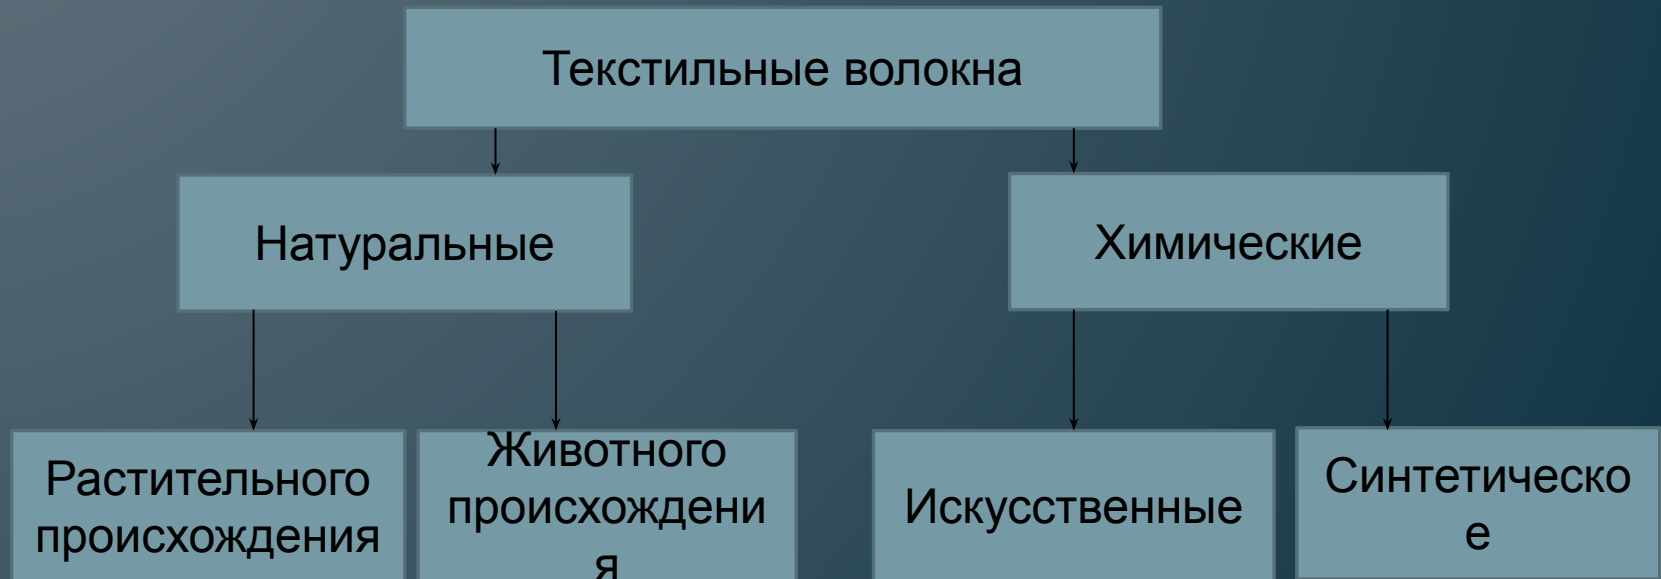 Текстильные волокна
Натуральные
Химические
Растительного
происхождения
Животного
происхождени
я
Искусственные
Синтетическо
е